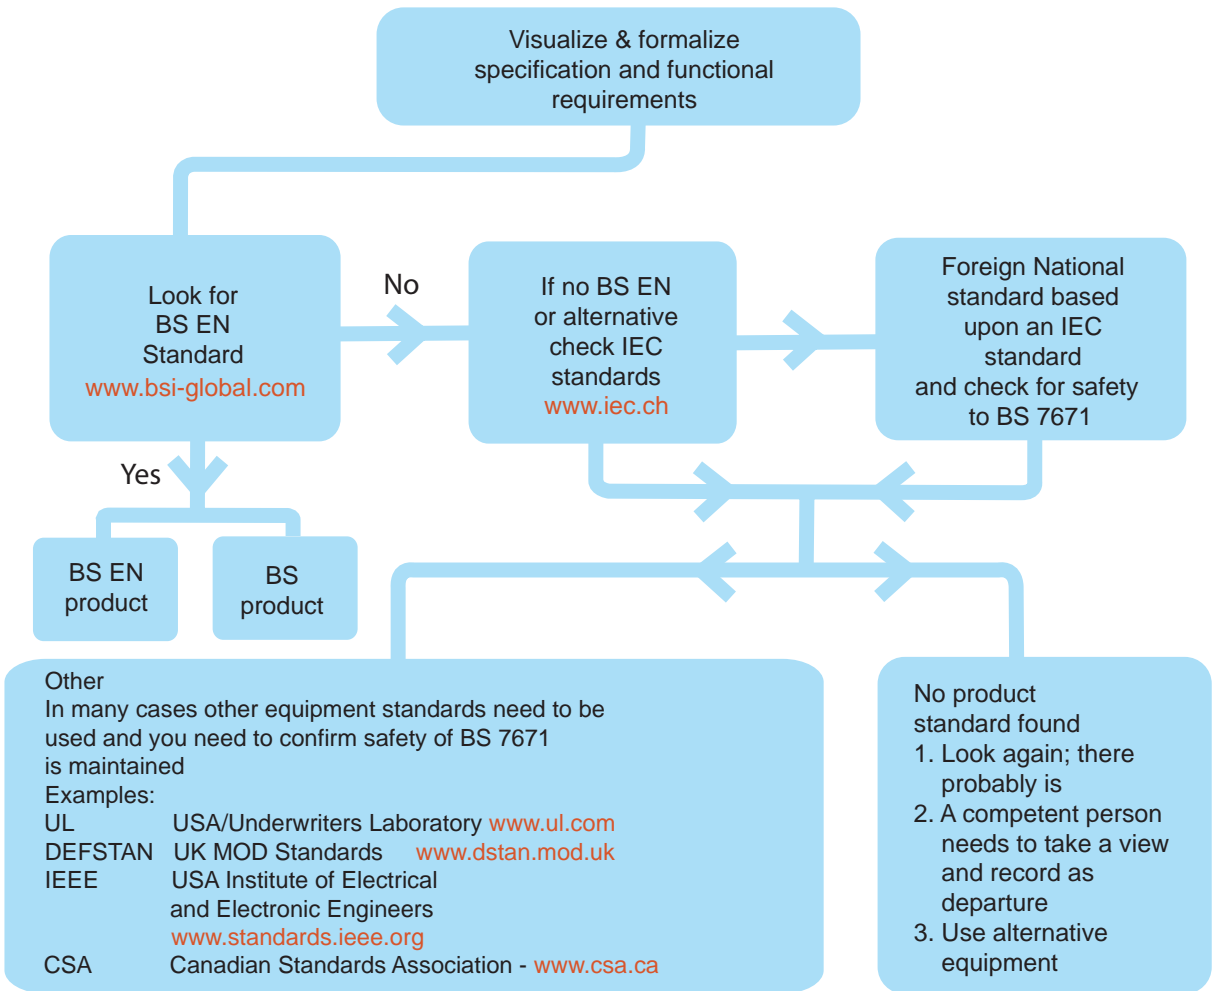 Visualize & formalize
specification and functional
requirements
Look for
BS EN
Standard
www.bsi-global.com
No
If no BS EN
or alternative
check IEC
standards
www.iec.ch
Foreign National
standard based
upon an IEC
standard
and check for safety
to BS 7671
Yes
BS EN
product
BS
product
Other
In many cases other equipment standards need to be
used and you need to confirm safety of BS 7671
is maintained
Examples:
UL USA/Underwriters Laboratory www.ul.com
DEFSTAN UK MOD Standards www.dstan.mod.uk
IEEE USA Institute of Electrical
and Electronic Engineers
www.standards.ieee.org
CSA Canadian Standards Association - www.csa.ca
No product
standard found
1. Look again; there
probably is
2. A competent person
needs to take a view
and record as
departure
3. Use alternative
equipment